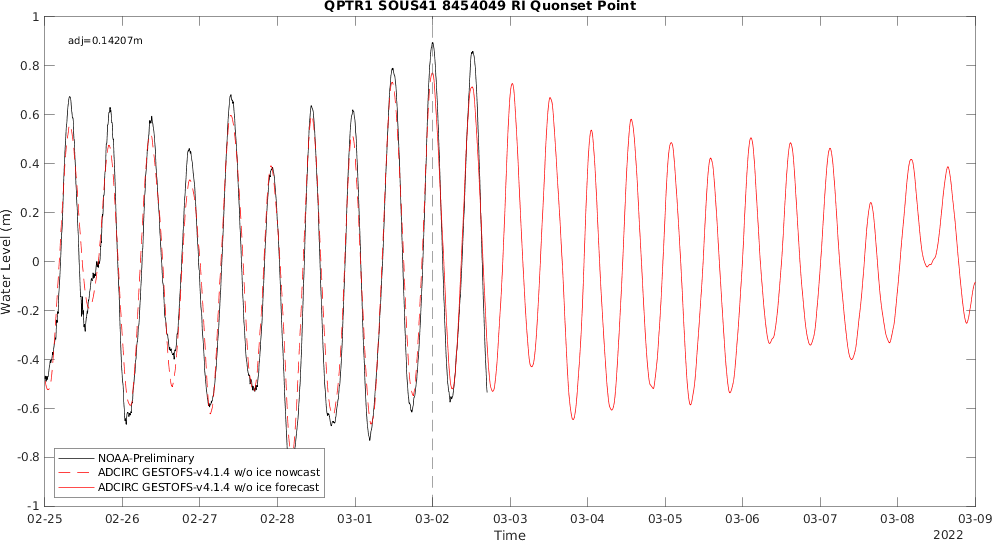 QPTR1 SOUS41 8454049 RI Quonset Point
adj=0.14207m
1
0.8
0.6
0.4
0.2
0
-0.2
-0.4
-0.6
-0.8
-1
Water Level (m)
NOAA-Preliminary
ADCIRC GESTOFS-v4.1.4 w/o ice nowcast
ADCIRC GESTOFS-v4.1.4 w/o ice forecast
02-25 02-26 02-27 02-28 03-01 03-02 03-03 03-04 03-05 03-06 03-07 03-08 03-09
Time
2022